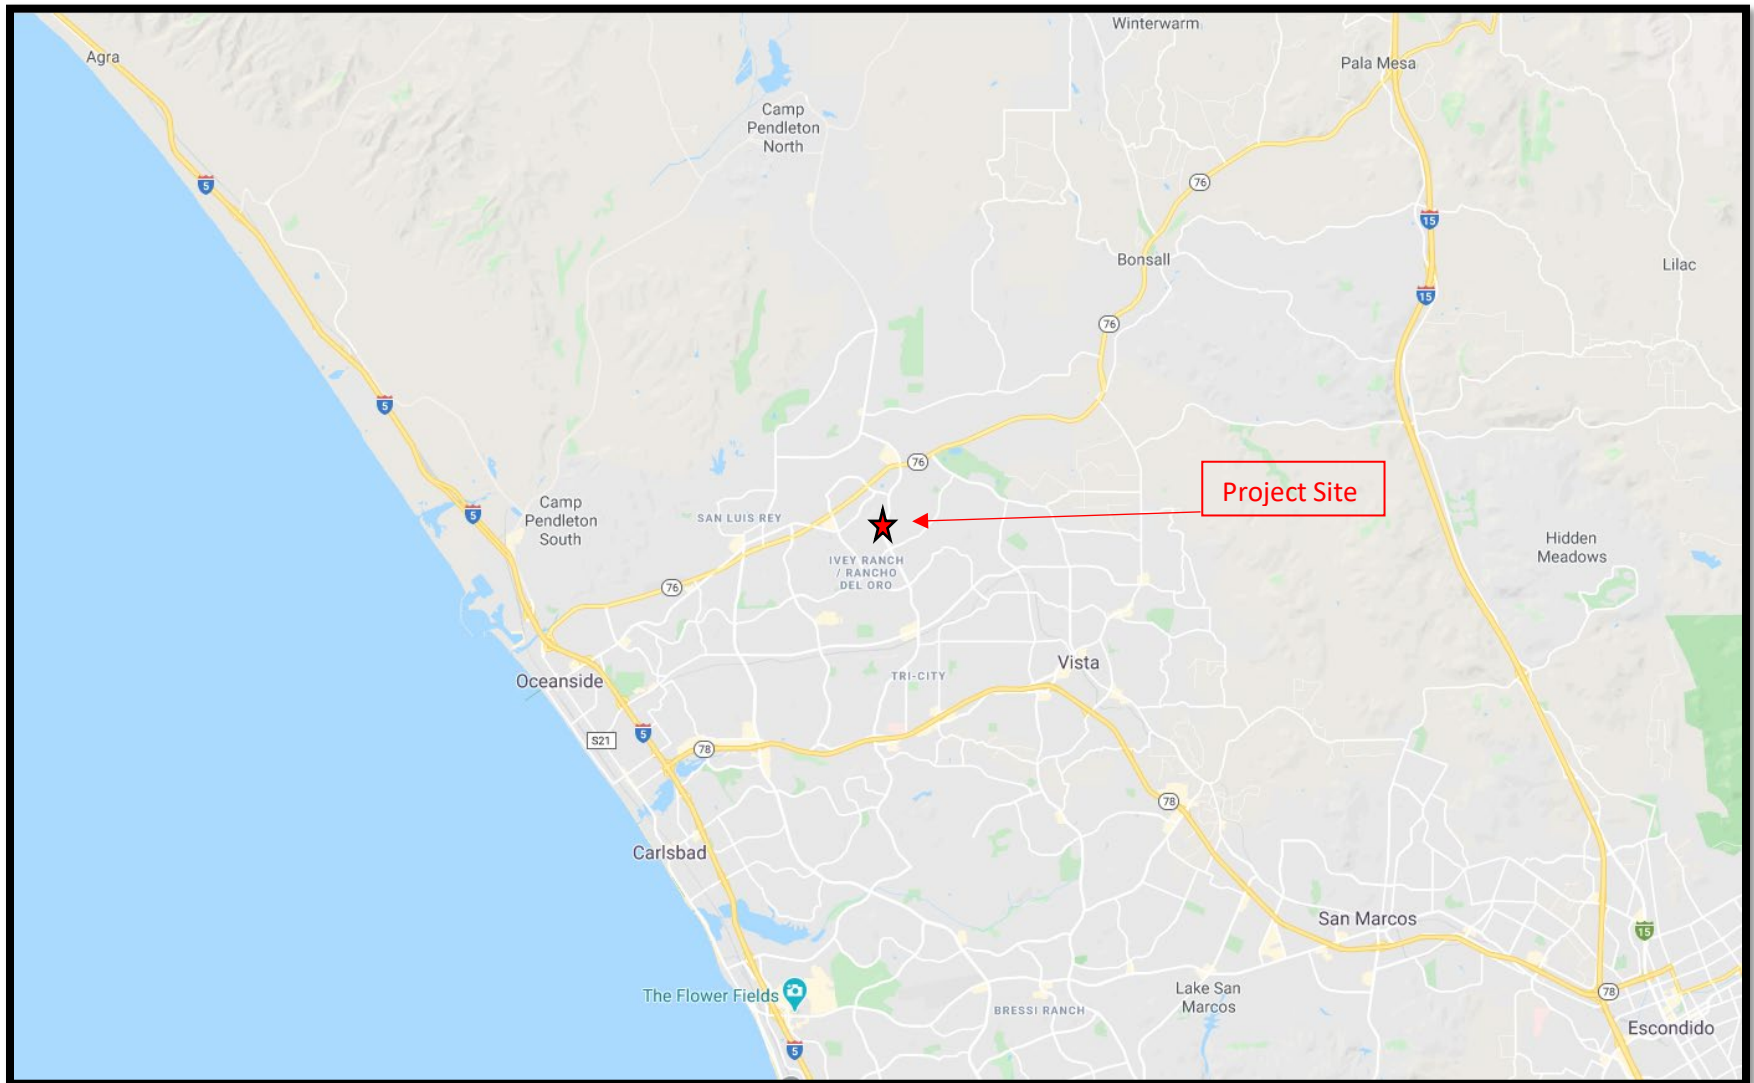 Winterwarm
Agra
Pala Mesa
Camp
Pendleton
North
76
5
15
Bonsall
Lilac
15
76
5
76
Project Site
Camp
Pendleton
South
5
SAN LUIS REY
Hidden
Meadows
IVEY RANCH
/ RANCHO
DEL ORO
76
Vista
TRI-CITY
Oceanside
5
S21
78
78
Carlsbad
San Marcos
15
The Flower Fields
Lake San
Marcos
BRESSI RANCH
78
Escondido
5